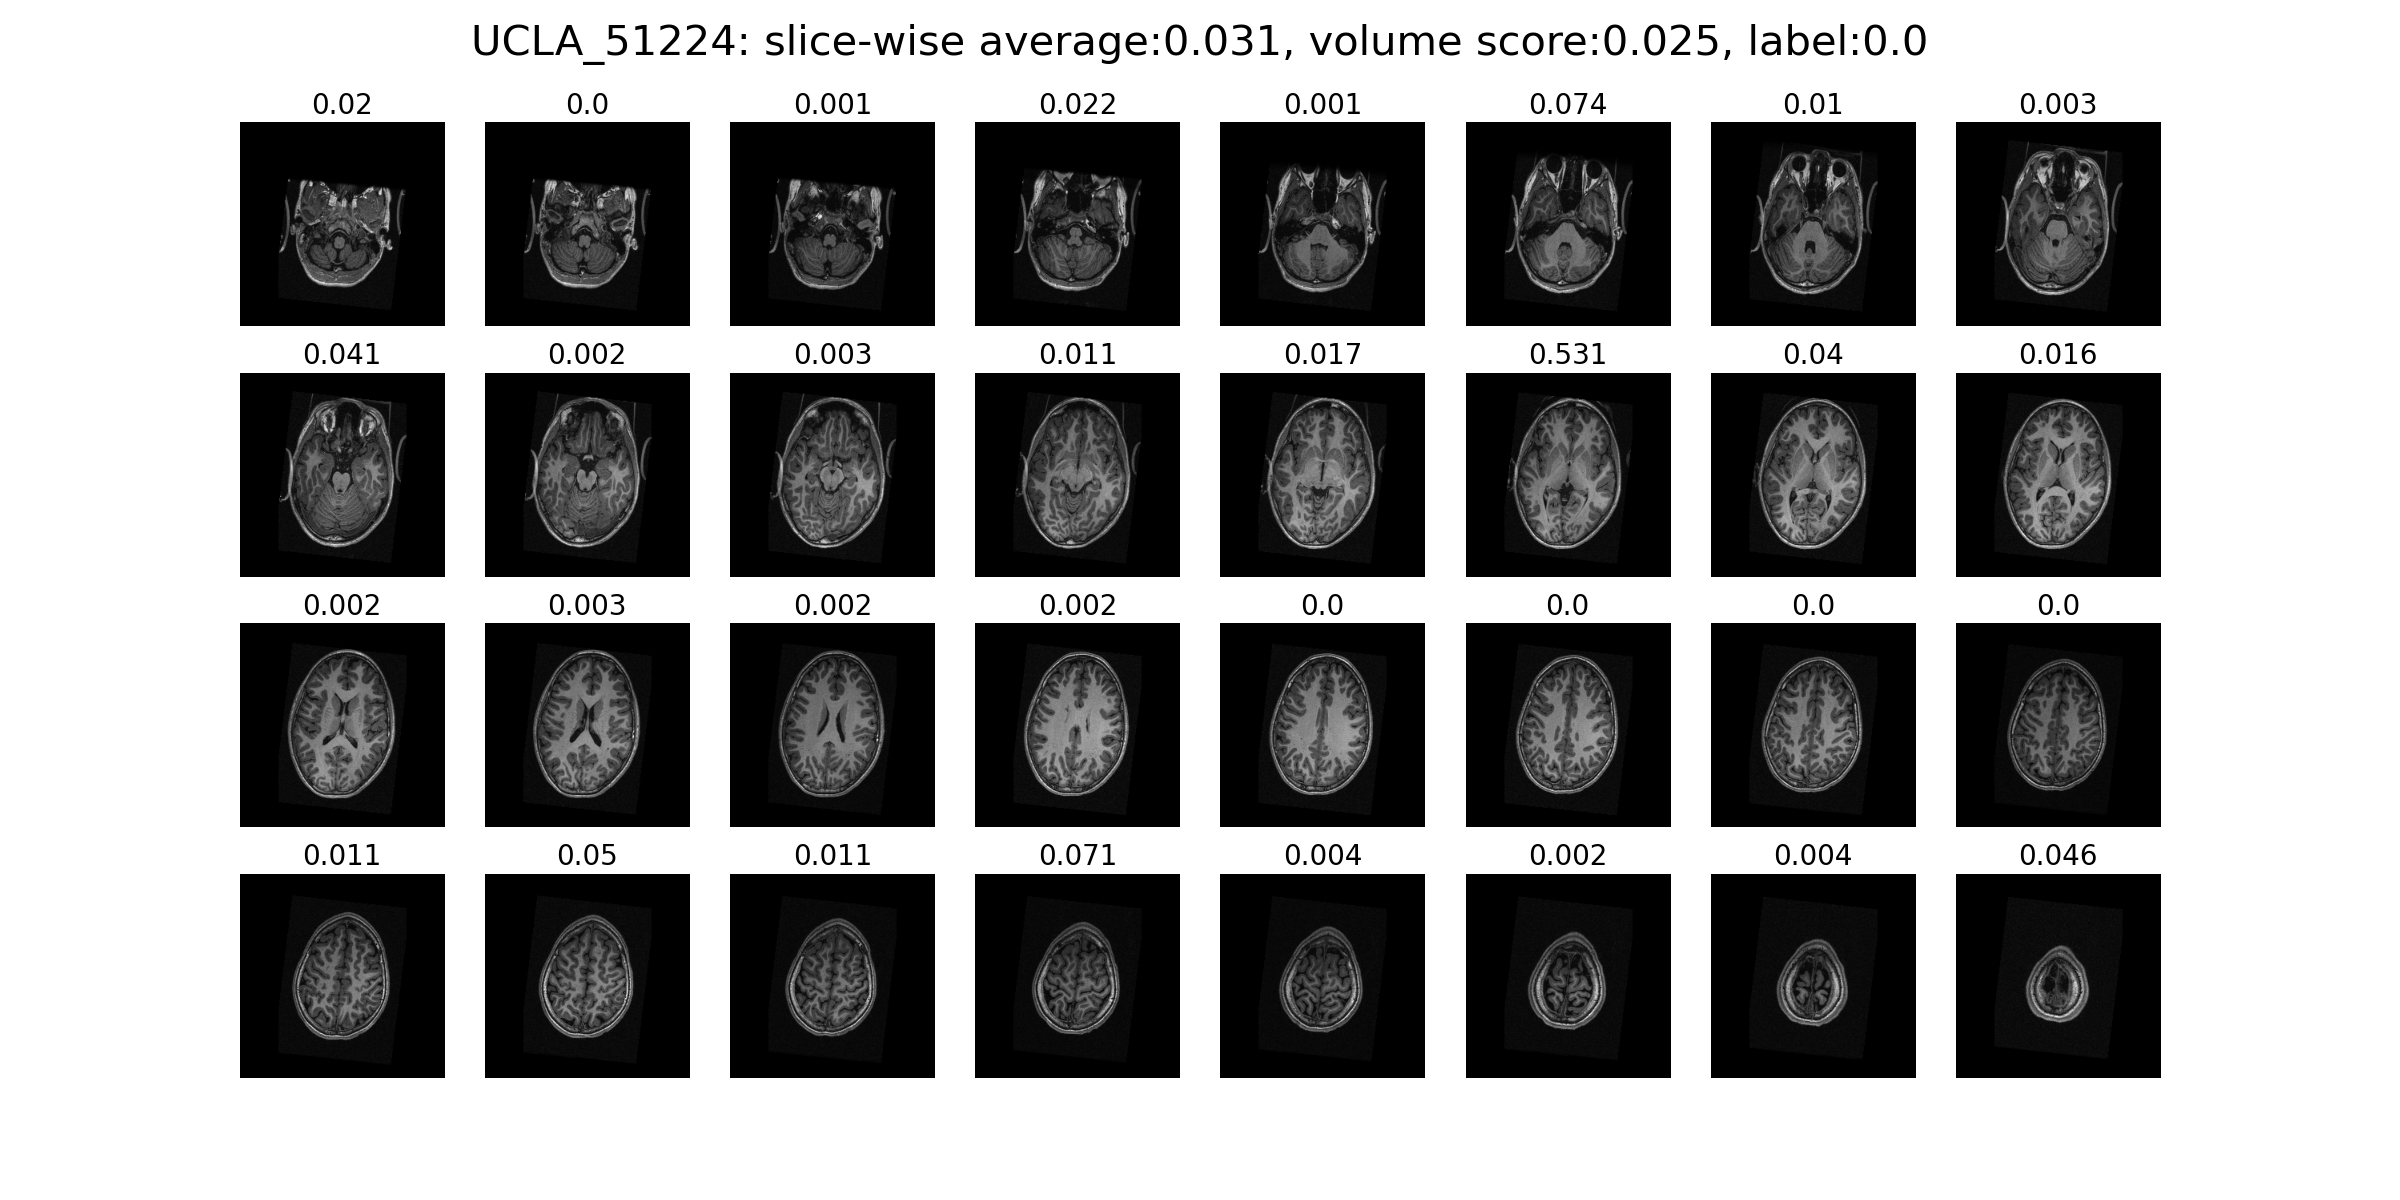 UCLA_51224: slice-wise average:0.031, volume score:0.025, label:0.0
0.02 0.0 0.001 0.022 0.001 0.074 0.01 0.003
0.041 0.002 0.003 0.011 0.017 0.531 0.04 0.016
0.002 0.003 0.002 0.002 0.0 0.0 0.0 0.0
0.011 0.05 0.011 0.071 0.004 0.002 0.004 0.046